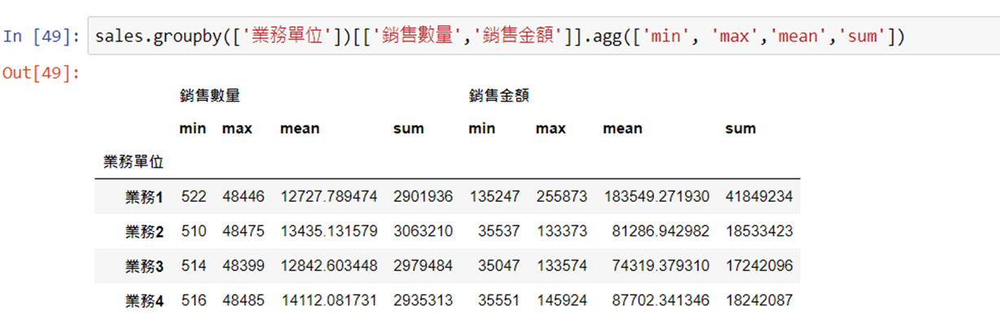 In [49]: sales.groupby(['業務單位'])[['銷售數量','銷售金額']].agg(['min', 'max','mean','sum'])
Out[49]:
銷售數量 銷售金額
min max mean sum min max mean sum
業務單位
業務1 522 48446 12727.789474 2901936 135247 255873 183549.271930 41849234
業務2 510 48475 13435.131579 3063210 35537 133373 81286.942982 18533423
業務3 514 48399 12842.603448 2979484 35047 133574 74319.379310 17242096
業務4 516 48485 14112.081731 2935313 35551 145924 87702.341346 18242087